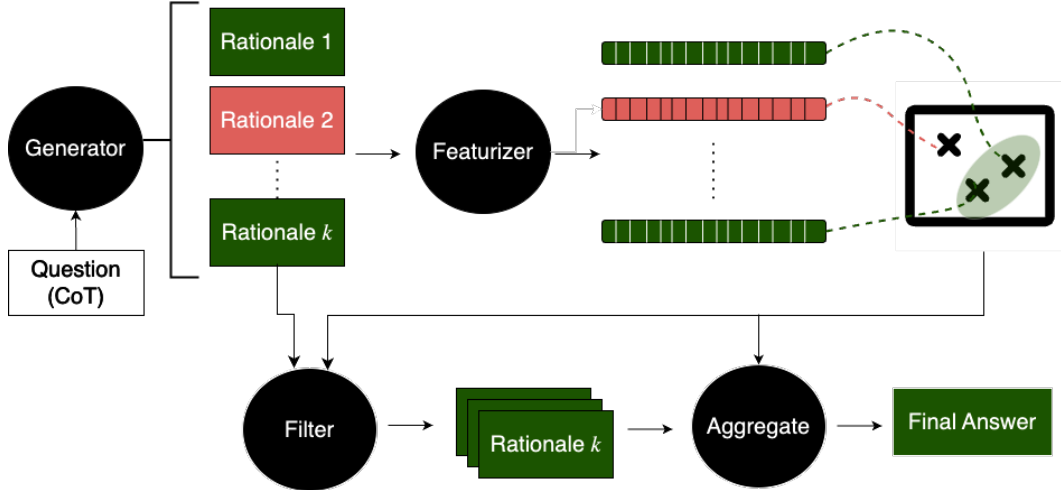 Rationale 1
Generator
Rationale 2
Featurizer
Rationale k
Question
(CoT)
Filter
Rationale k
Aggregate
Final Answer